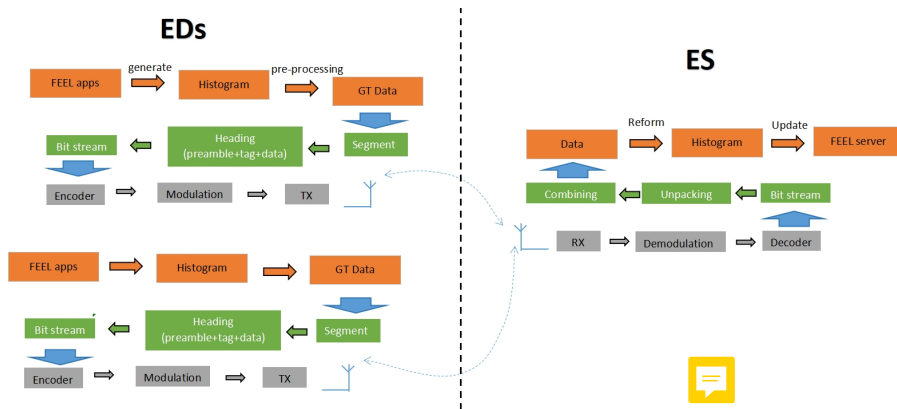 EDs
ES
generate
pre-processing
FEEL apps
Histogram
GT Data
Bit stream
Heading
(preamble+tag+data)
Segment
Encoder
Modulation
TX
FEEL apps
Histogram
GT Data
Bit stream
Heading
(preamble+tag+data)
Segment
Encoder
Modulation
TX
Reform
Update
Data
Histogram
FEEL server
Combining
Unpacking
Bit stream
RX
Demodulation
Decoder